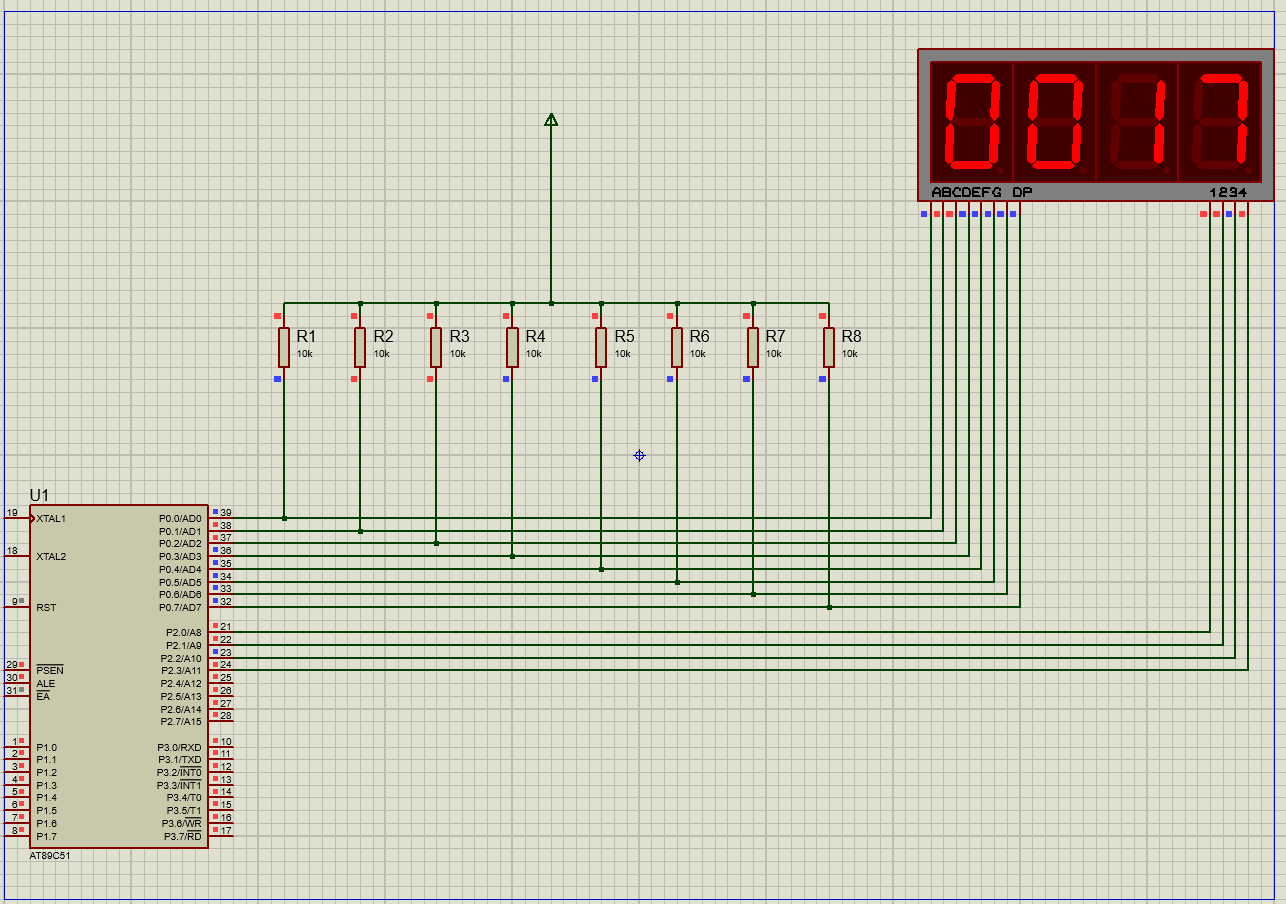 0017
ABCDEFG DP
1234
R1
10k
R2
10k
R3
10k
R4
10k
R5
10k
R6
10k
R7
10k
R8
10k
U1
19 XTAL1
18 XTAL2
9 RST
29 PSEN
30 ALE
31 EA
1 P1.0
2 P1.1
3 P1.2
4 P1.3
5 P1.4
6 P1.5
7 P1.6
8 P1.7
P0.0/AD0 39
P0.1/AD1 38
P0.2/AD2 37
P0.3/AD3 36
P0.4/AD4 35
P0.5/AD5 34
P0.6/AD6 33
P0.7/AD7 32
P2.0/A8 21
P2.1/A9 22
P2.2/A10 23
P2.3/A11 24
P2.4/A12 25
P2.5/A13 26
P2.6/A14 27
P2.7/A15 28
P3.0/RXD 10
P3.1/TXD 11
P3.2/INT0 12
P3.3/INT1 13
P3.4/T0 14
P3.5/T1 15
P3.6/WR 16
P3.7/RD 17
AT89C51